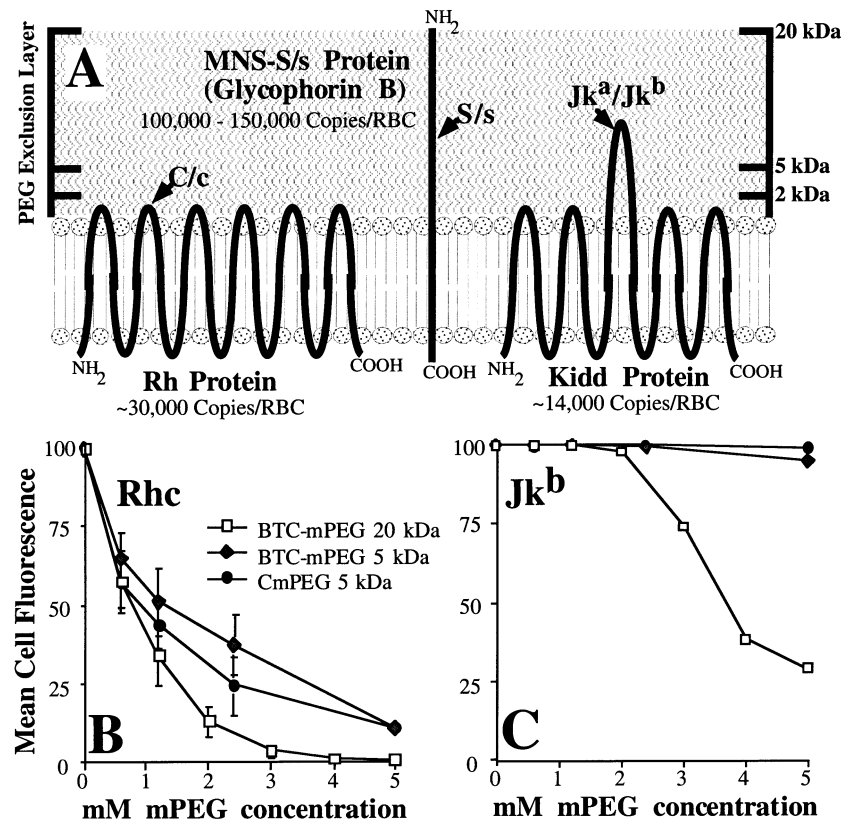 PEG Exclusion Layer
A
MNS-S/s Protein
(Glycophorin B)
100,000 - 150,000 Copies/RBC
NH2
20 kDa
Jka/Jkb
S/s
C/c
5 kDa
2 kDa
NH2
COOH
COOH
NH2
COOH
Rh Protein
~30,000 Copies/RBC
Kidd Protein
~14,000 Copies/RBC
Mean Cell Fluorescence
100
75
50
25
0
Rhc
BTC-mPEG 20 kDa
BTC-mPEG 5 kDa
CmPEG 5 kDa
B
0 1 2 3 4 5
mM mPEG concentration
100
75
50
25
0
Jkb
C
0 1 2 3 4 5
mM mPEG concentration